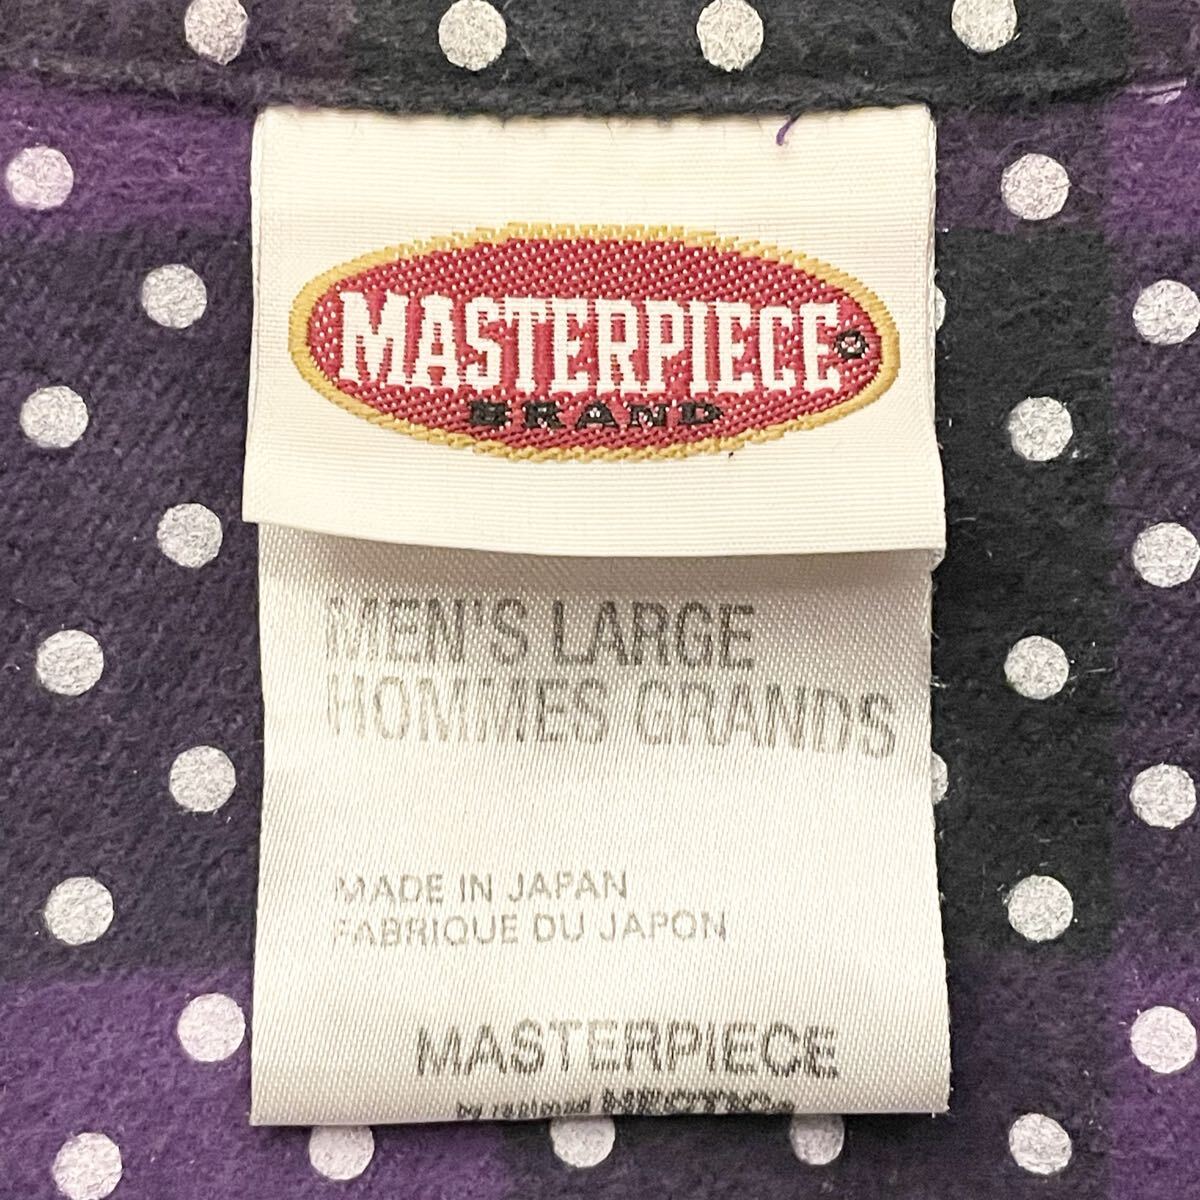 MASTERPIECE®
BRAND
MEN'S LARGE
HOMMES GRANDS
MADE IN JAPAN
FABRIQUE DU JAPON
MASTERPIECE